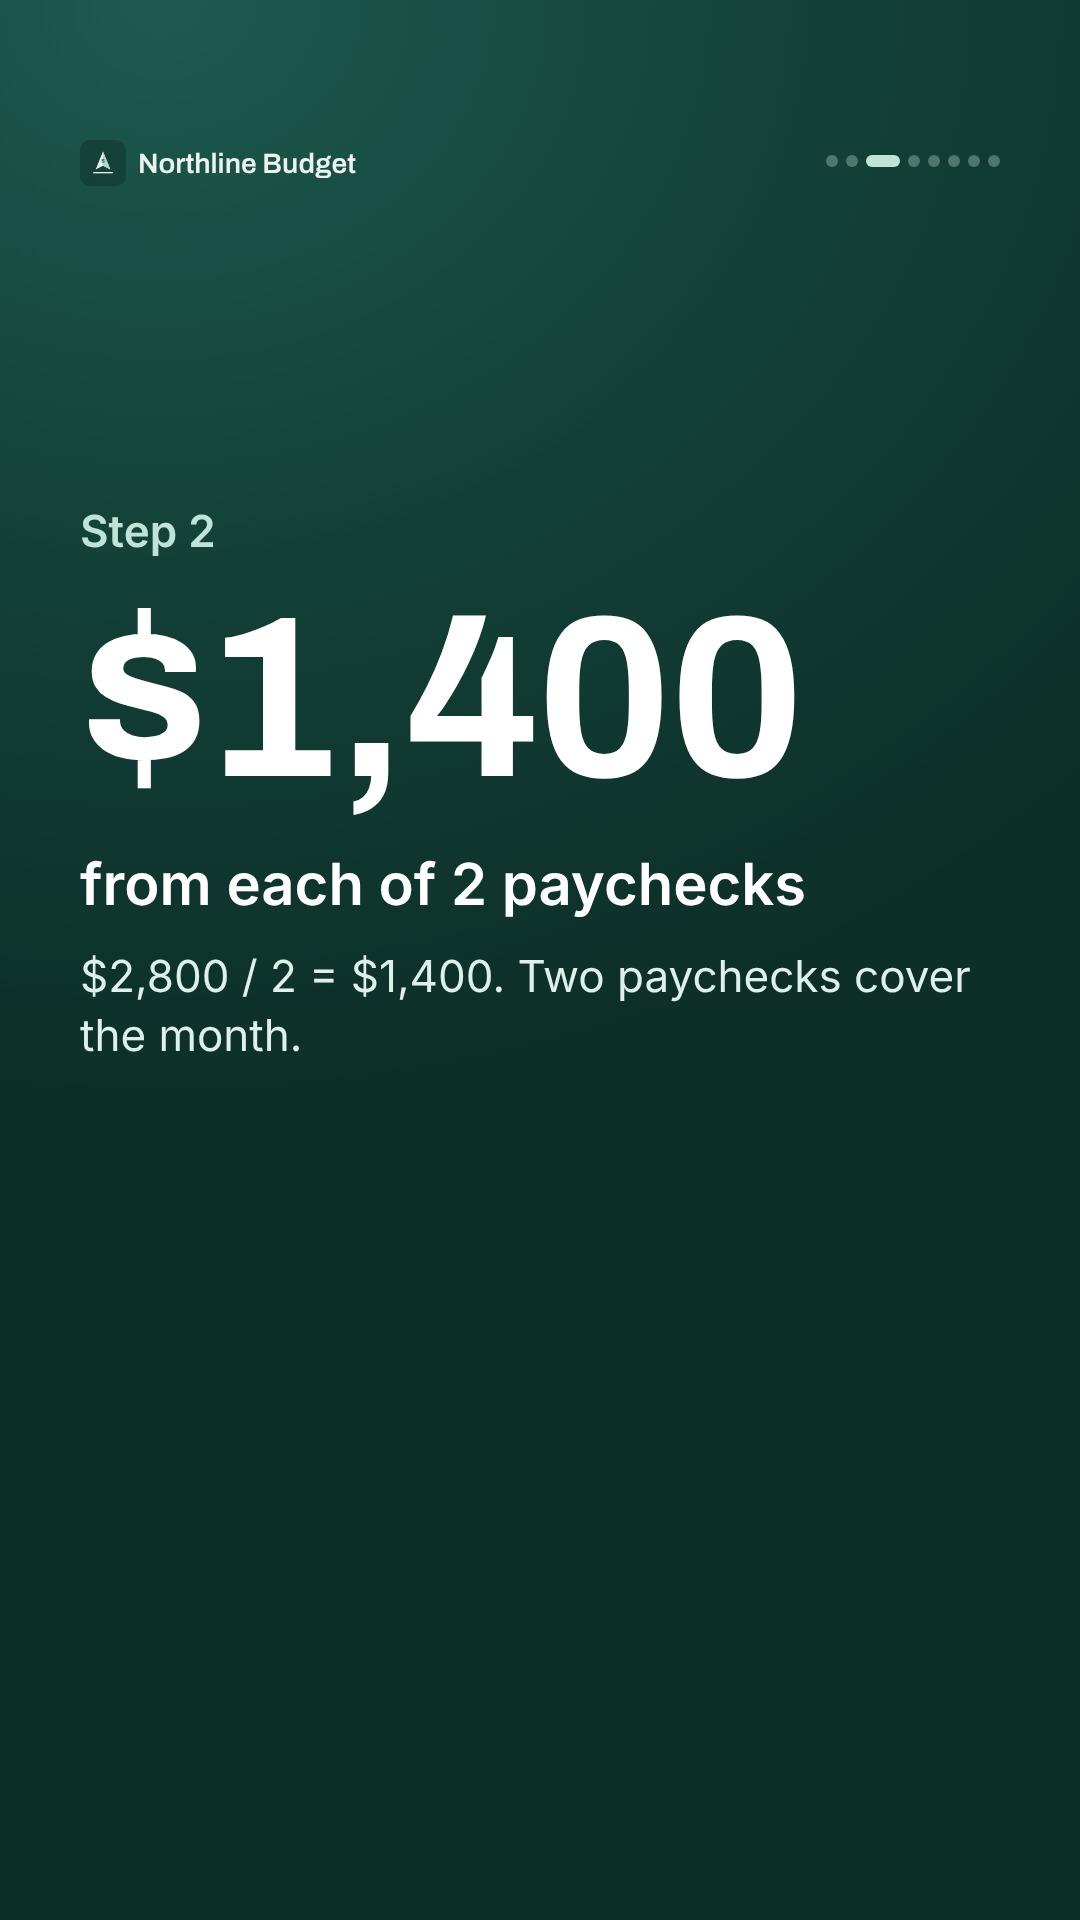 Northline Budget
Step 2
$1,400
from each of 2 paychecks
$2,800 / 2 = $1,400. Two paychecks cover
the month.